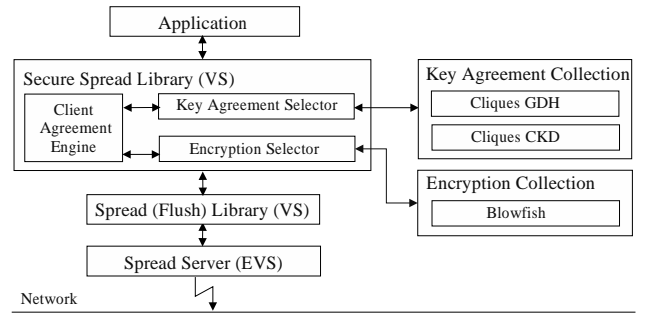 Application
Secure Spread Library (VS)
Client
Agreement
Engine
Key Agreement Selector
Encryption Selector
Key Agreement Collection
Cliques GDH
Cliques CKD
Encryption Collection
Blowfish
Spread (Flush) Library (VS)
Spread Server (EVS)
Network